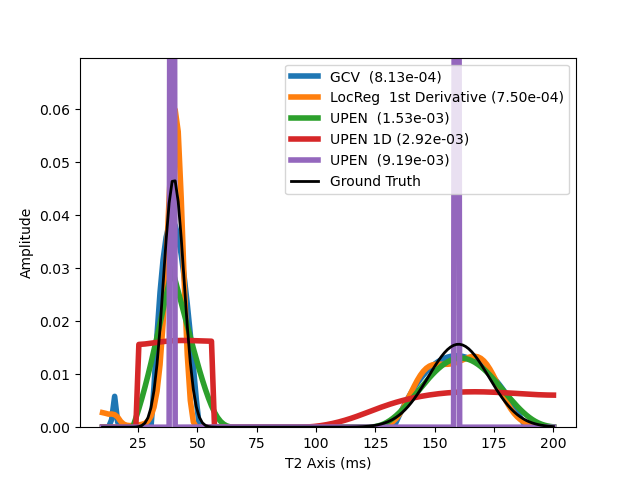 GCV (8.13e-04)
LocReg 1st Derivative (7.50e-04)
UPEN (1.53e-03)
UPEN 1D (2.92e-03)
UPEN (9.19e-03)
Ground Truth
0.06
0.05
0.04
0.03
0.02
0.01
0.00
Amplitude
25 50 75 100 125 150 175 200
T2 Axis (ms)